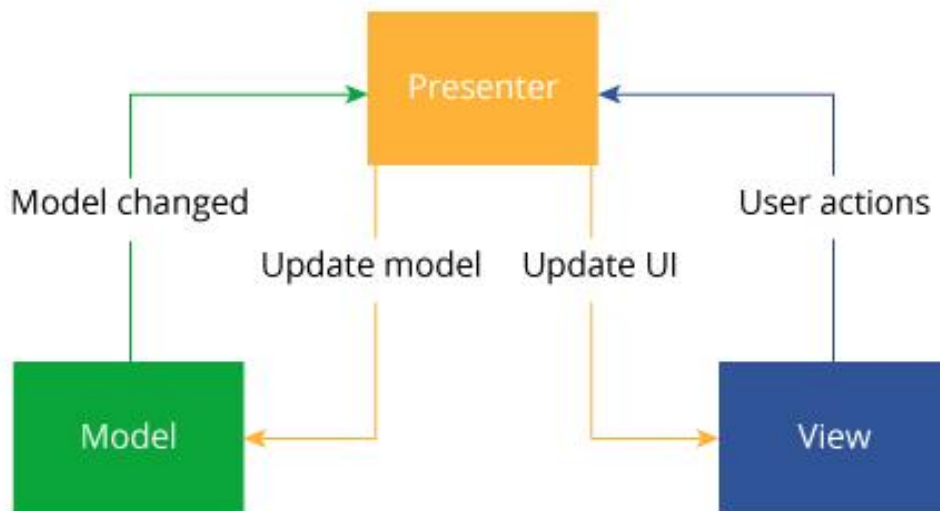 Presenter
Model changed
User actions
Update model
Update UI
Model
View